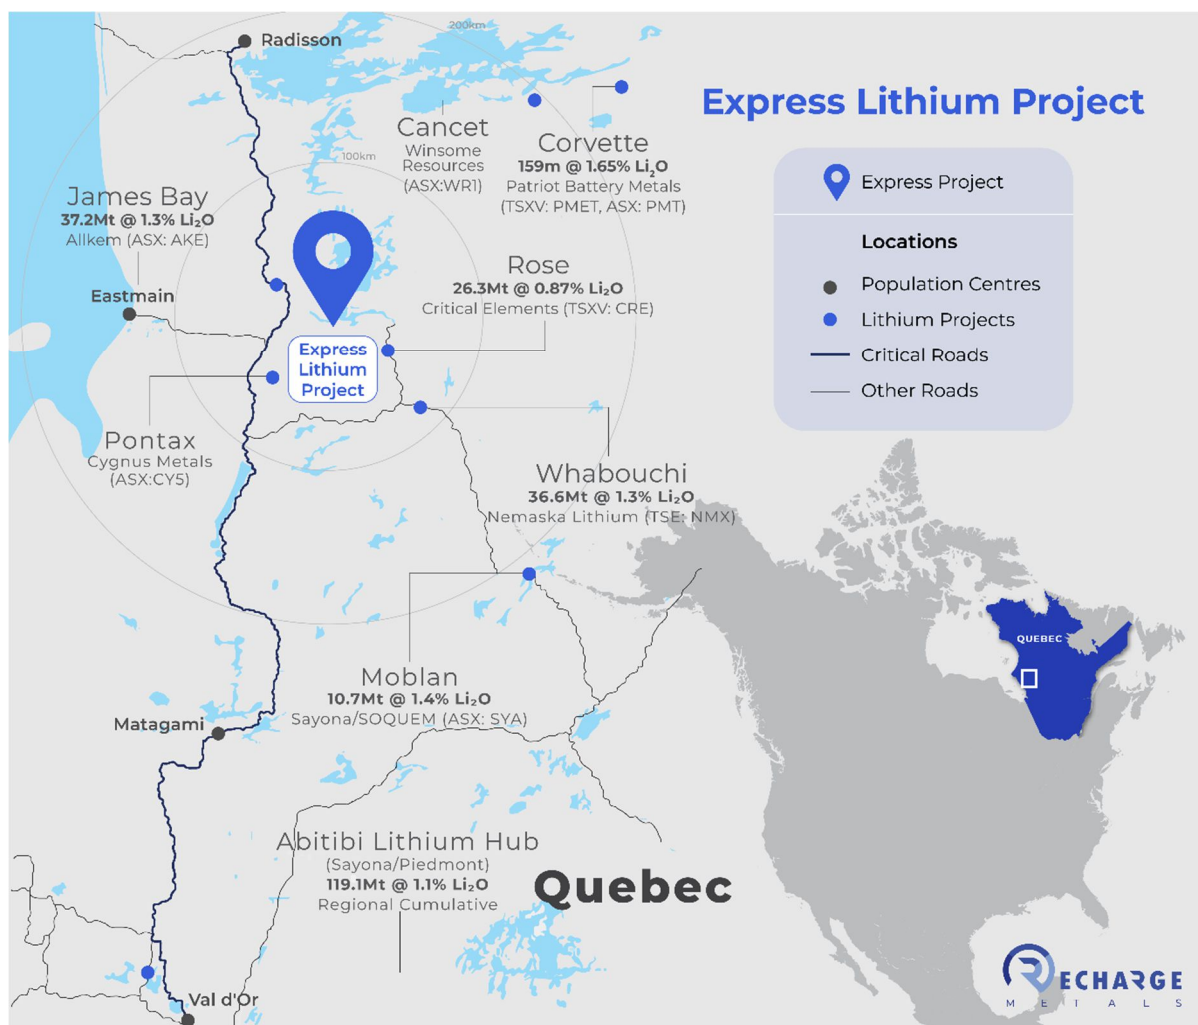 200km
Radisson
Express Lithium Project
Cancet
Winsome
Resources
(ASX:WR1)
Corvette
159m @ 1.65% Li₂O
Patriot Battery Metals
(TSXV: PMET, ASX: PMT)
100km
Express Project
James Bay
37.2Mt @ 1.3% Li₂O
Allkem (ASX: AKE)
Locations
Rose
26.3Mt @ 0.87% Li₂O
Critical Elements (TSXV: CRE)
Population Centres
Eastmain
Lithium Projects
Express
Lithium
Project
Critical Roads
Other Roads
Pontax
Cygnus Metals
(ASX:CY5)
Whabouchi
36.6Mt @ 1.3% Li₂O
Nemaska Lithium (TSE: NMX)
QUEBEC
Moblan
10.7Mt @ 1.4% Li₂O
Sayona/SOQUEM (ASX: SYA)
Matagami
Abitibi Lithium Hub
(Sayona/Piedmont)
119.1Mt @ 1.1% Li₂O
Regional Cumulative
Quebec
Val d'Or
RECHARGE
METALS